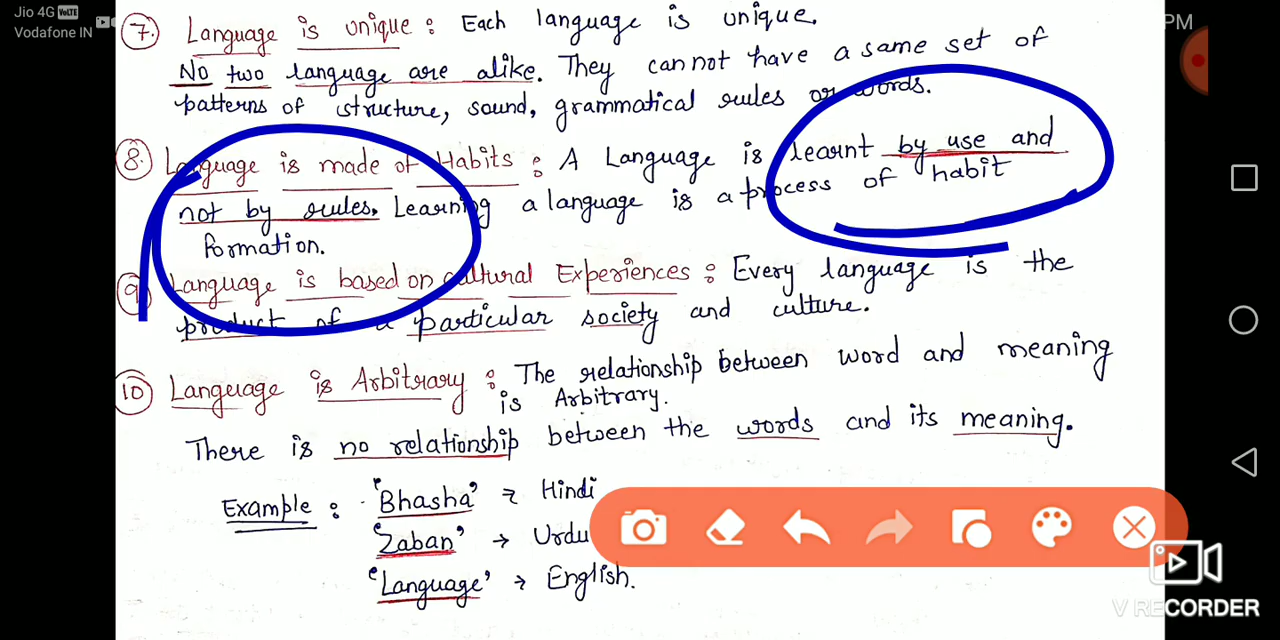 Jio 4G VoLTE
Vodafone IN
PM
7. Language is unique : Each language is unique.
No two language are alike. They can not have a same set of
patterns of structure, sound, grammatical rules or words.
8. Language is made of Habits : A Language is learnt by use and
not by rules. Learning a language is a process of habit
formation.
9. Language is based on cultural Experiences : Every language is the
product of a particular society and culture.
10 Language is Arbitrary : The relationship between word and meaning
is Arbitrary.
There is no relationship between the words and its meaning.
Example : 'Bhasha' → Hindi
'Zaban' → Urdu
'Language' → English.
V RECORDER